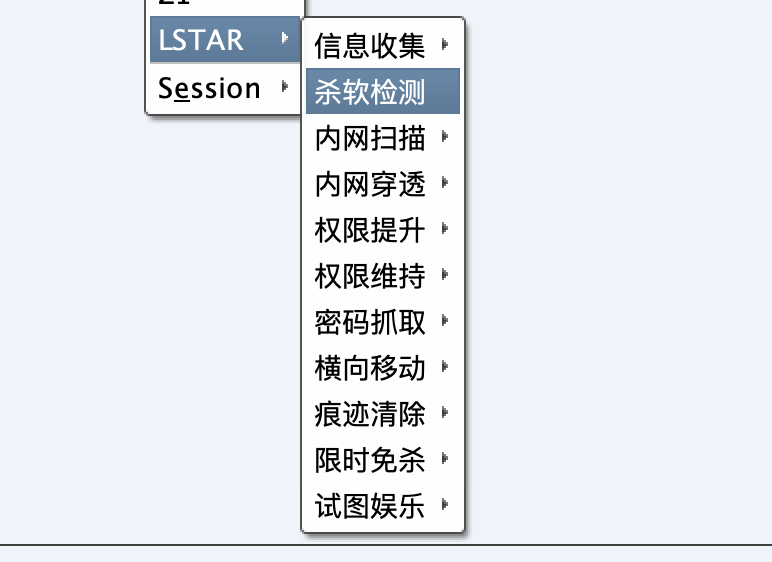 LSTAR
Session
信息收集
杀软检测
内网扫描
内网穿透
权限提升
权限维持
密码抓取
横向移动
痕迹清除
限时免杀
试图娱乐